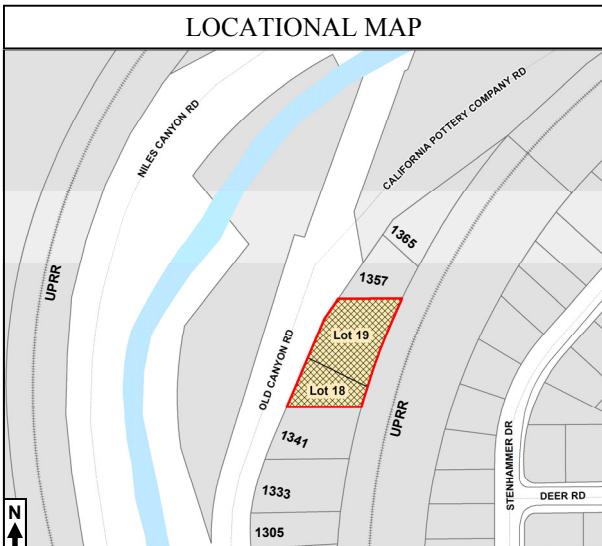 LOCATIONAL MAP
NILES CANYON RD
CALIFORNIA POTTERY COMPANY RD
1365
UPRR
1357
OLD CANYON RD
Lot 19
Lot 18
UPRR
1341
STENHAMMER DR
1333
DEER RD
1305
N